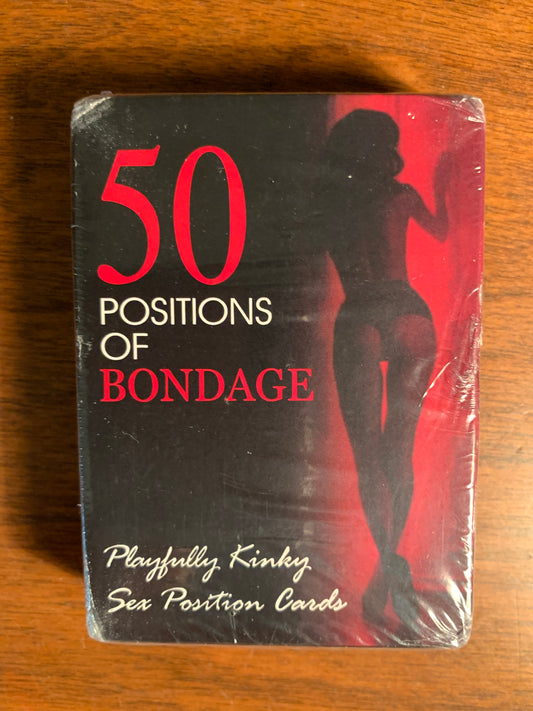 50
POSITIONS
OF
BONDAGE
Playfully Kinky
Sex Position Cards